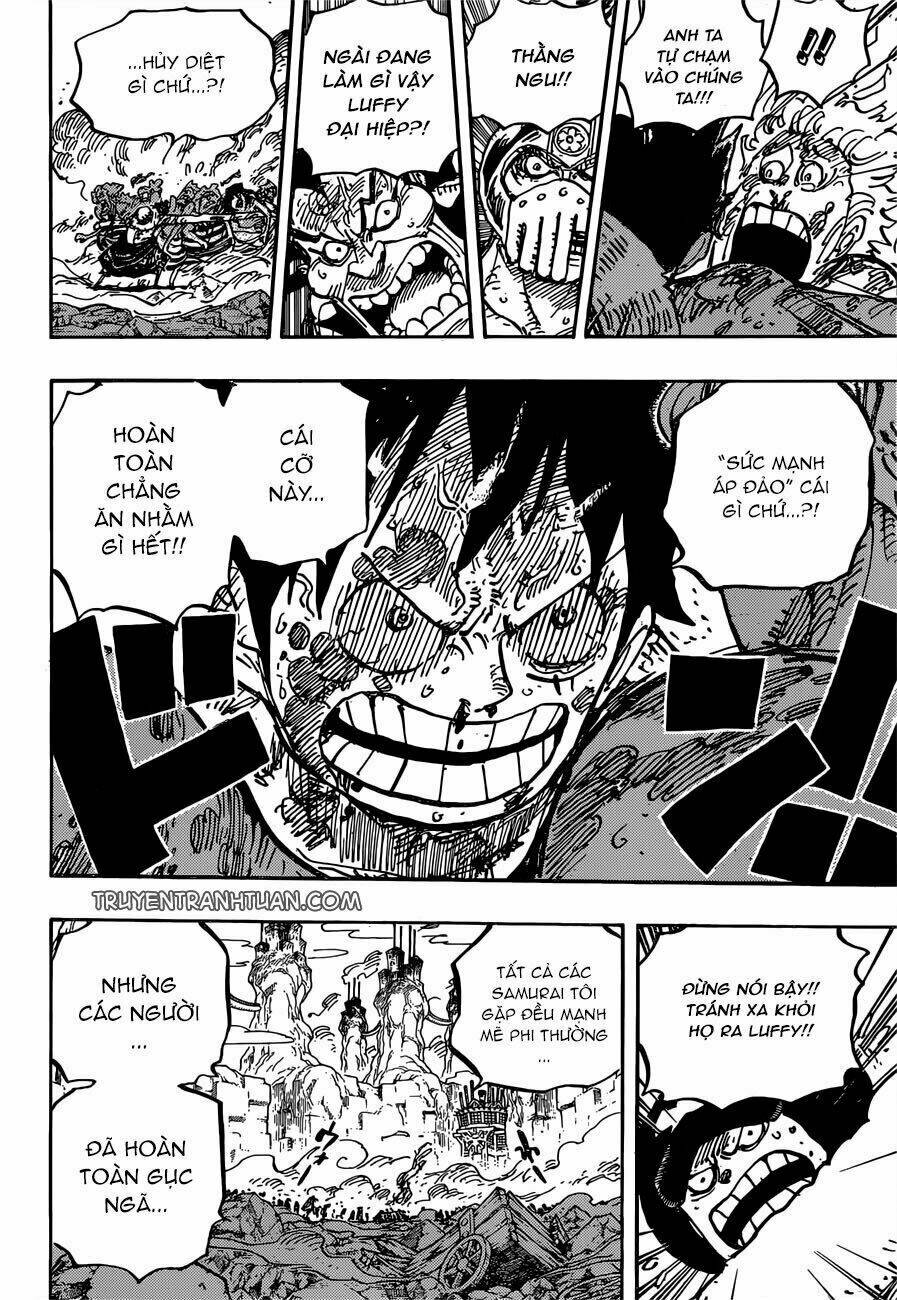 !!
ANH TA
TỰ CHẠM
VÀO CHÚNG
TA!!!
THẰNG
NGU!!
NGÀI ĐANG
LÀM GÌ VẬY
LUFFY
ĐẠI HIỆP?!
...HỦY DIỆT
GÌ CHỨ...?!
“SỨC MẠNH
ÁP ĐẢO” CÁI
GÌ CHỨ...?!
CÁI
CỠ
NÀY...
HOÀN
TOÀN
CHẲNG
ĂN NHẰM
GÌ HẾT!!
ドン
TRUYENTRANHTUAN.COM
ĐỪNG NÓI BẬY!!
TRÁNH XA KHỎI
HỌ RA LUFFY!!
TẤT CẢ CÁC
SAMURAI TÔI
GẶP ĐỀU MẠNH
MẼ PHI THƯỜNG
...
NHƯNG
CÁC NGƯỜI
...
ĐÃ HOÀN
TOÀN GỤC
NGÃ...